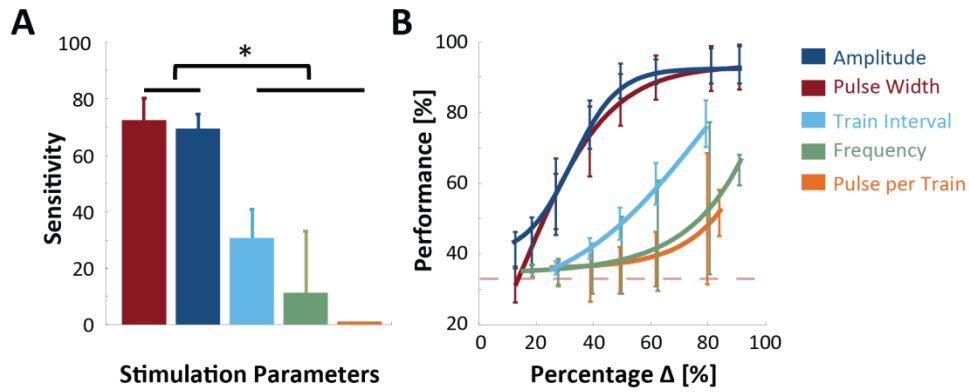 A
100
80
60
40
20
0
Sensitivity
*
Stimulation Parameters
B
100
80
60
40
20
Performance [%]
0 20 40 60 80 100
Percentage Δ [%]
Amplitude
Pulse Width
Train Interval
Frequency
Pulse per Train